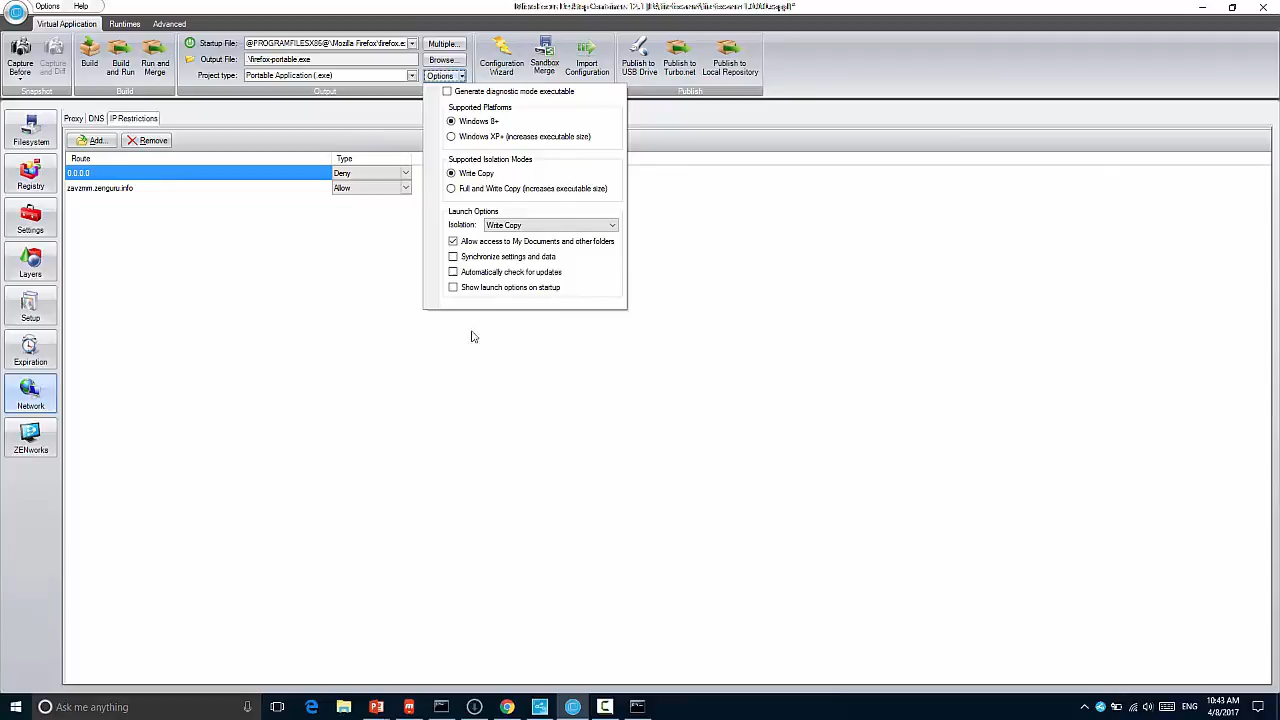 Options Help
Virtual Application Runtimes Advanced
Capture Before
Capture and Diff
Snapshot
Build
Build and Run
Run and Merge
Build
Startup File: @PROGRAMFILESX86@\Mozilla Firefox\firefox.e: Multiple...
Output File: .\firefox-portable.exe Browse...
Project type: Portable Application (.exe) Options
Output
Configuration Wizard
Sandbox Merge
Import Configuration
Publish to USB Drive
Publish to Turbo.net
Publish to Local Repository
Publish
Filesystem
Registry
Settings
Layers
Setup
Expiration
Network
ZENworks
Proxy DNS IP Restrictions
Add... Remove
Route Type
0.0.0.0 Deny
zavzmm.zenguru.info Allow
Generate diagnostic mode executable
Supported Platforms
Windows 8+
Windows XP+ (increases executable size)
Supported Isolation Modes
Write Copy
Full and Write Copy (increases executable size)
Launch Options
Isolation: Write Copy
Allow access to My Documents and other folders
Synchronize settings and data
Automatically check for updates
Show launch options on startup
Ask me anything
ENG
10:43 AM
4/8/2017